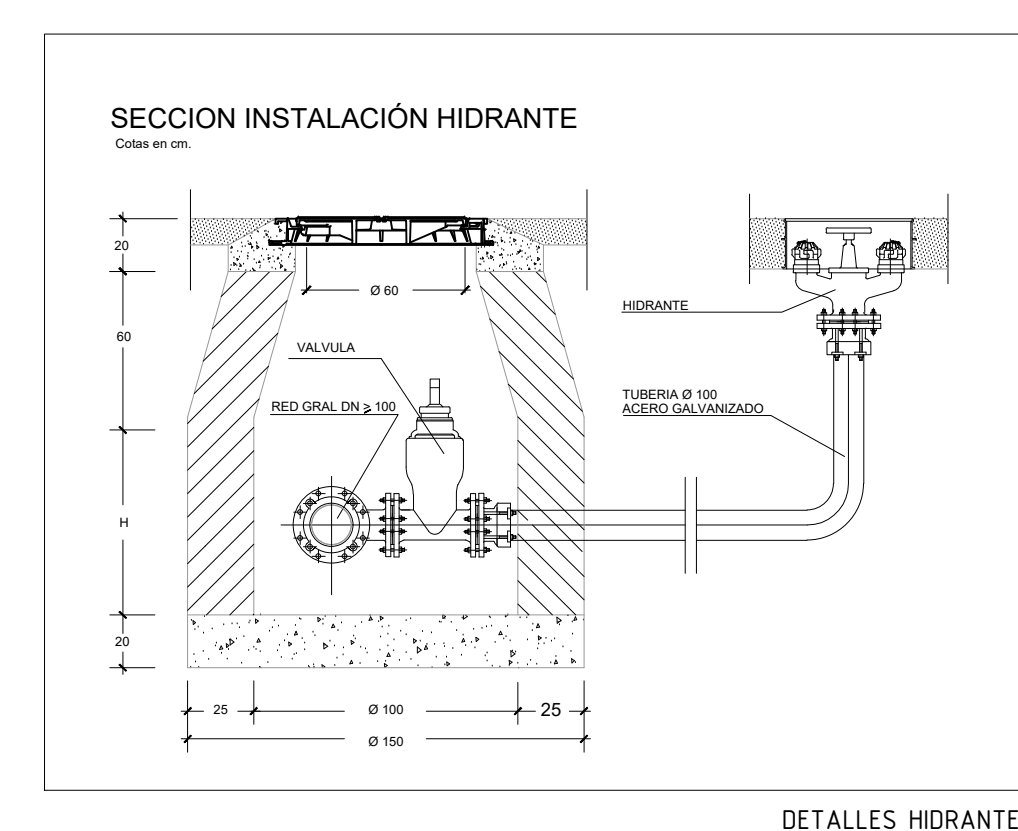 SECCION INSTALACIÓN HIDRANTE
Cotas en cm.
20
Ø 60
HIDRANTE
60
VALVULA
TUBERIA Ø 100
ACERO GALVANIZADO
RED GRAL DN ≥ 100
H
20
25
Ø 100
25
Ø 150
DETALLES HIDRANTE